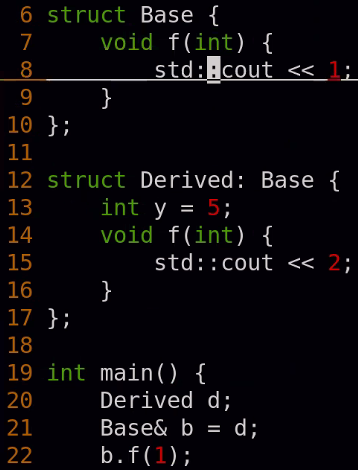 6 struct Base {
7     void f(int) {
8         std::cout << 1;
9     }
10 };
11
12 struct Derived: Base {
13     int y = 5;
14     void f(int) {
15         std::cout << 2;
16     }
17 };
18
19 int main() {
20     Derived d;
21     Base& b = d;
22     b.f(1);